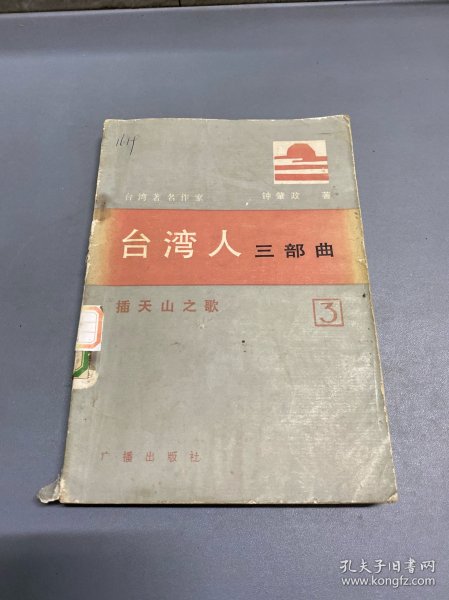 台湾著名作家 钟肇政 著
台湾人 三部曲
插天山之歌 3
广播出版社
孔夫子旧书网
www.kongfz.com